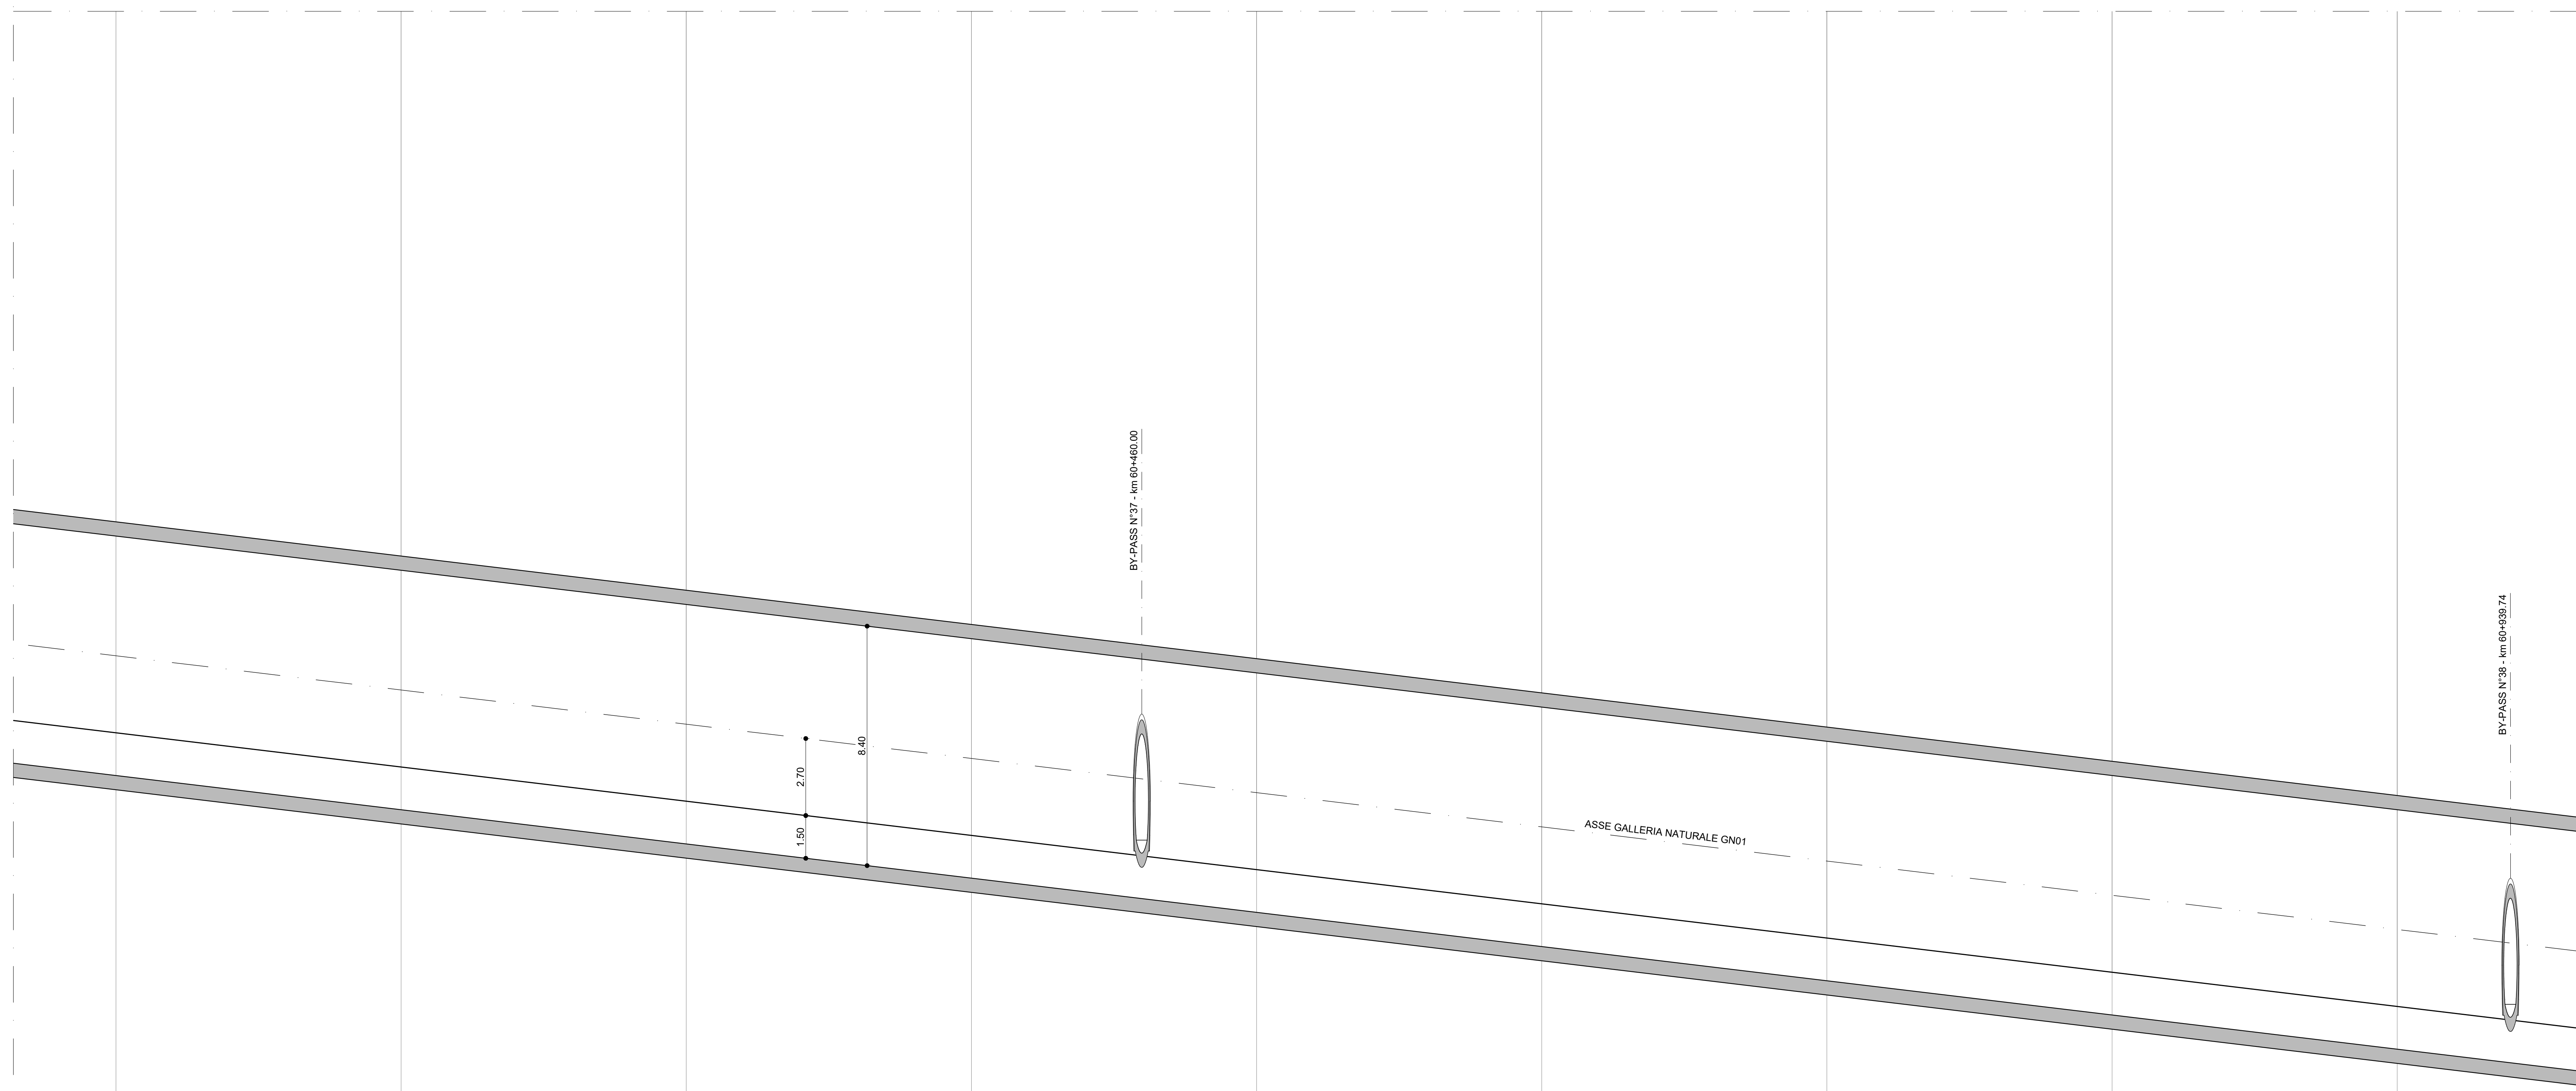 BY-PASS N°37 - km 60+460.00
BY-PASS N°38 - km 60+939.74
8.40
2.70
1.50
ASSE GALLERIA NATURALE GN01